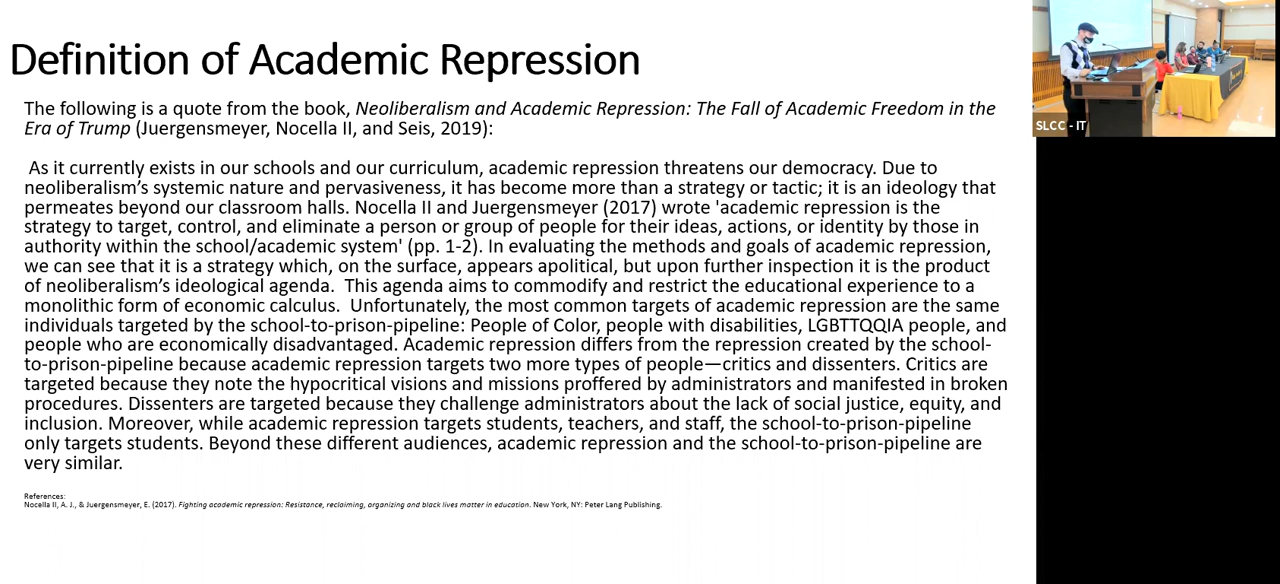 Definition of Academic Repression
The following is a quote from the book, Neoliberalism and Academic Repression: The Fall of Academic Freedom in the
Era of Trump (Juergensmeyer, Nocella II, and Seis, 2019):
As it currently exists in our schools and our curriculum, academic repression threatens our democracy. Due to
neoliberalism’s systemic nature and pervasiveness, it has become more than a strategy or tactic; it is an ideology that
permeates beyond our classroom halls. Nocella II and Juergensmeyer (2017) wrote 'academic repression is the
strategy to target, control, and eliminate a person or group of people for their ideas, actions, or identity by those in
authority within the school/academic system' (pp. 1-2). In evaluating the methods and goals of academic repression,
we can see that it is a strategy which, on the surface, appears apolitical, but upon further inspection it is the product
of neoliberalism’s ideological agenda.  This agenda aims to commodify and restrict the educational experience to a
monolithic form of economic calculus.  Unfortunately, the most common targets of academic repression are the same
individuals targeted by the school-to-prison-pipeline: People of Color, people with disabilities, LGBTTQQIA people, and
people who are economically disadvantaged. Academic repression differs from the repression created by the school-
to-prison-pipeline because academic repression targets two more types of people—critics and dissenters. Critics are
targeted because they note the hypocritical visions and missions proffered by administrators and manifested in broken
procedures. Dissenters are targeted because they challenge administrators about the lack of social justice, equity, and
inclusion. Moreover, while academic repression targets students, teachers, and staff, the school-to-prison-pipeline
only targets students. Beyond these different audiences, academic repression and the school-to-prison-pipeline are
very similar.
References:
Nocella II, A. J., & Juergensmeyer, E. (2017). Fighting academic repression: Resistance, reclaiming, organizing and black lives matter in education. New York, NY: Peter Lang Publishing.
SLCC - IT